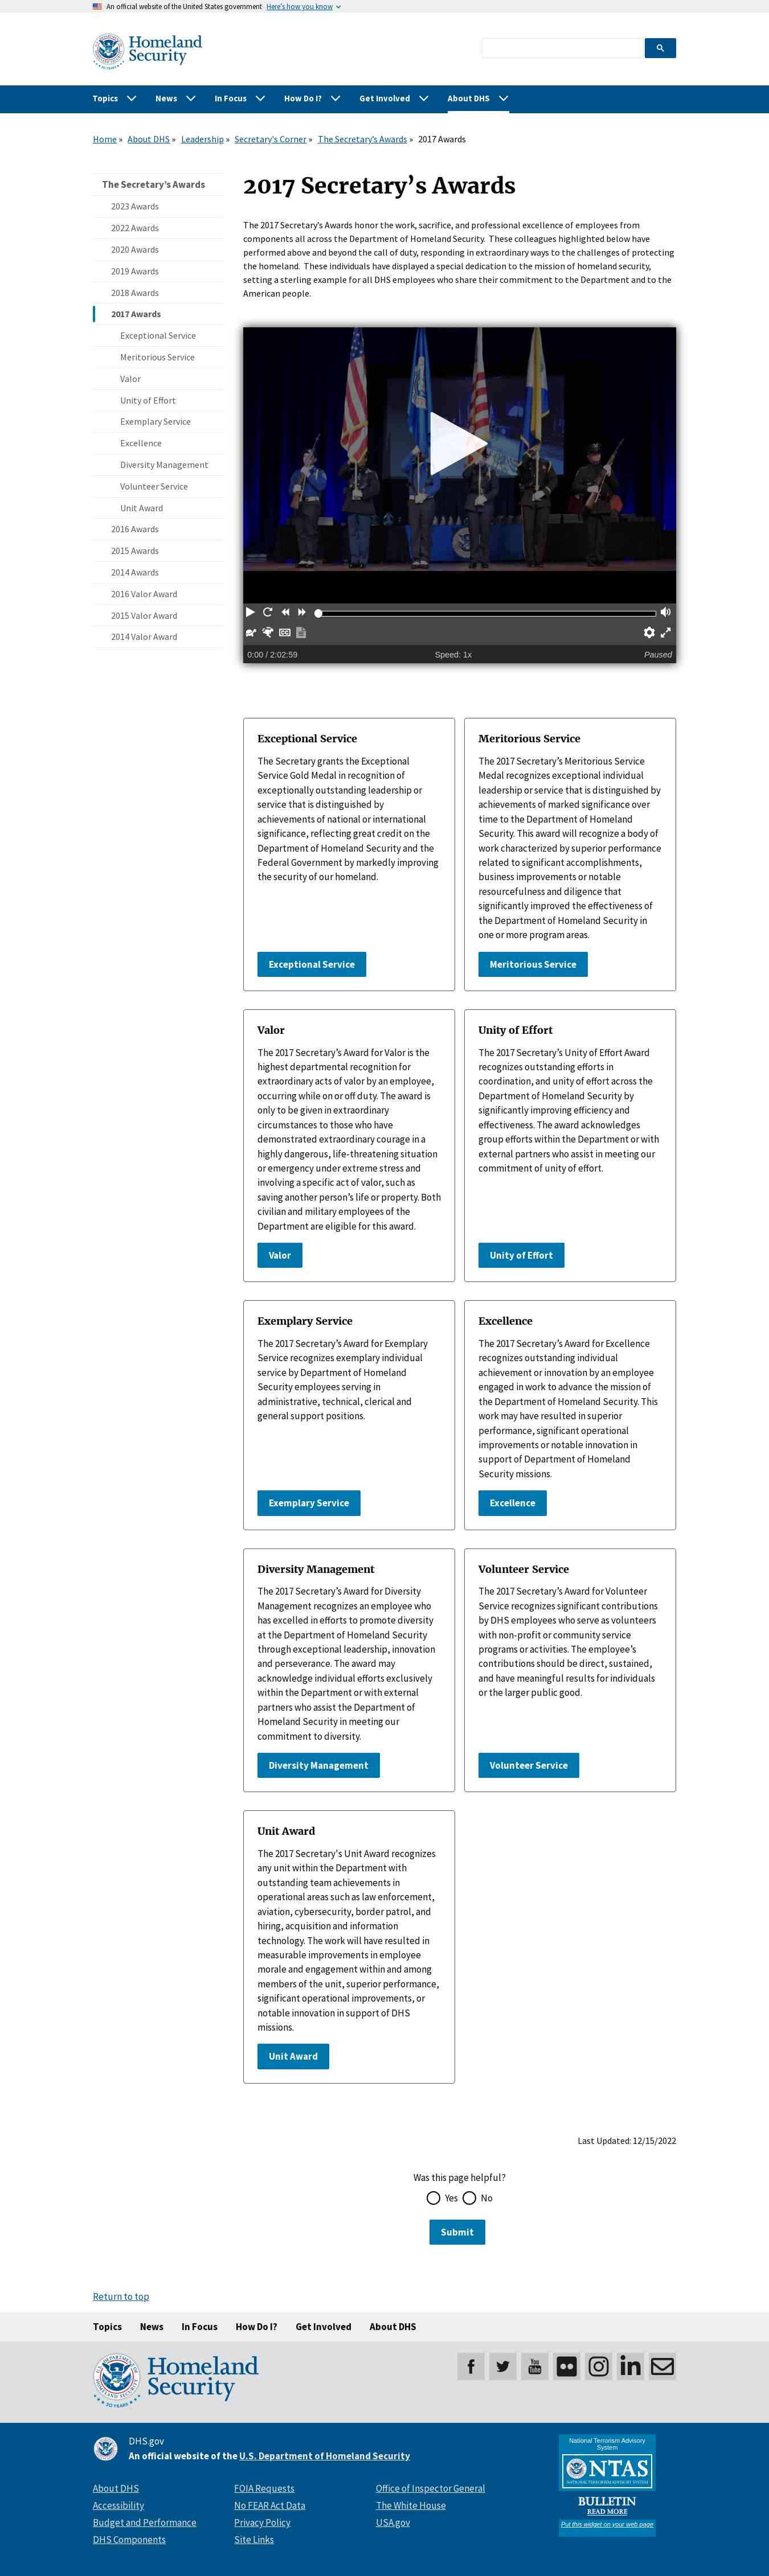 An official website of the United States government Here's how you know
Homeland
Security
Topics News In Focus How Do I? Get Involved About DHS
Home » About DHS » Leadership » Secretary's Corner » The Secretary's Awards » 2017 Awards
The Secretary's Awards
2023 Awards
2022 Awards
2020 Awards
2019 Awards
2018 Awards
2017 Awards
Exceptional Service
Meritorious Service
Valor
Unity of Effort
Exemplary Service
Excellence
Diversity Management
Volunteer Service
Unit Award
2016 Awards
2015 Awards
2014 Awards
2016 Valor Award
2015 Valor Award
2014 Valor Award
2017 Secretary's Awards
The 2017 Secretary's Awards honor the work, sacrifice, and professional excellence of employees from
components all across the Department of Homeland Security. These colleagues highlighted below have
performed above and beyond the call of duty, responding in extraordinary ways to the challenges of protecting
the homeland. These individuals have displayed a special dedication to the mission of homeland security,
setting a sterling example for all DHS employees who share their commitment to the Department and to the
American people.
0:00 / 2:02:59 Speed: 1x Paused
Exceptional Service
The Secretary grants the Exceptional
Service Gold Medal in recognition of
exceptionally outstanding leadership or
service that is distinguished by
achievements of national or international
significance, reflecting great credit on the
Department of Homeland Security and the
Federal Government by markedly improving
the security of our homeland.
Exceptional Service
Meritorious Service
The 2017 Secretary's Meritorious Service
Medal recognizes exceptional individual
leadership or service that is distinguished by
achievements of marked significance over
time to the Department of Homeland
Security. This award will recognize a body of
work characterized by superior performance
related to significant accomplishments,
business improvements or notable
resourcefulness and diligence that
significantly improved the effectiveness of
the Department of Homeland Security in
one or more program areas.
Meritorious Service
Valor
The 2017 Secretary's Award for Valor is the
highest departmental recognition for
extraordinary acts of valor by an employee,
occurring while on or off duty. The award is
only to be given in extraordinary
circumstances to those who have
demonstrated extraordinary courage in a
highly dangerous, life-threatening situation
or emergency under extreme stress and
involving a specific act of valor, such as
saving another person's life or property. Both
civilian and military employees of the
Department are eligible for this award.
Valor
Unity of Effort
The 2017 Secretary's Unity of Effort Award
recognizes outstanding efforts in
coordination, and unity of effort across the
Department of Homeland Security by
significantly improving efficiency and
effectiveness. The award acknowledges
group efforts within the Department or with
external partners who assist in meeting our
commitment of unity of effort.
Unity of Effort
Exemplary Service
The 2017 Secretary's Award for Exemplary
Service recognizes exemplary individual
service by Department of Homeland
Security employees serving in
administrative, technical, clerical and
general support positions.
Exemplary Service
Excellence
The 2017 Secretary's Award for Excellence
recognizes outstanding individual
achievement or innovation by an employee
engaged in work to advance the mission of
the Department of Homeland Security. This
work may have resulted in superior
performance, significant operational
improvements or notable innovation in
support of Department of Homeland
Security missions.
Excellence
Diversity Management
The 2017 Secretary's Award for Diversity
Management recognizes an employee who
has excelled in efforts to promote diversity
at the Department of Homeland Security
through exceptional leadership, innovation
and perseverance. The award may
acknowledge individual efforts exclusively
within the Department or with external
partners who assist the Department of
Homeland Security in meeting our
commitment to diversity.
Diversity Management
Volunteer Service
The 2017 Secretary's Award for Volunteer
Service recognizes significant contributions
by DHS employees who serve as volunteers
with non-profit or community service
programs or activities. The employee's
contributions should be direct, sustained,
and have meaningful results for individuals
or the larger public good.
Volunteer Service
Unit Award
The 2017 Secretary's Unit Award recognizes
any unit within the Department with
outstanding team achievements in
operational areas such as law enforcement,
aviation, cybersecurity, border patrol, and
hiring, acquisition and information
technology. The work will have resulted in
measurable improvements in employee
morale and engagement within and among
members of the unit, superior performance,
significant operational improvements, or
notable innovation in support of DHS
missions.
Unit Award
Last Updated: 12/15/2022
Was this page helpful?
Yes No
Submit
Return to top
Topics News In Focus How Do I? Get Involved About DHS
Homeland
Security
20 YEARS
You Tube
DHS.gov
An official website of the U.S. Department of Homeland Security
About DHS
Accessibility
Budget and Performance
DHS Components
FOIA Requests
No FEAR Act Data
Privacy Policy
Site Links
Office of Inspector General
The White House
USA.gov
National Terrorism Advisory
System
NTAS
NATIONAL TERRORISM ADVISORY SYSTEM
BULLETIN
READ MORE
Put this widget on your web page